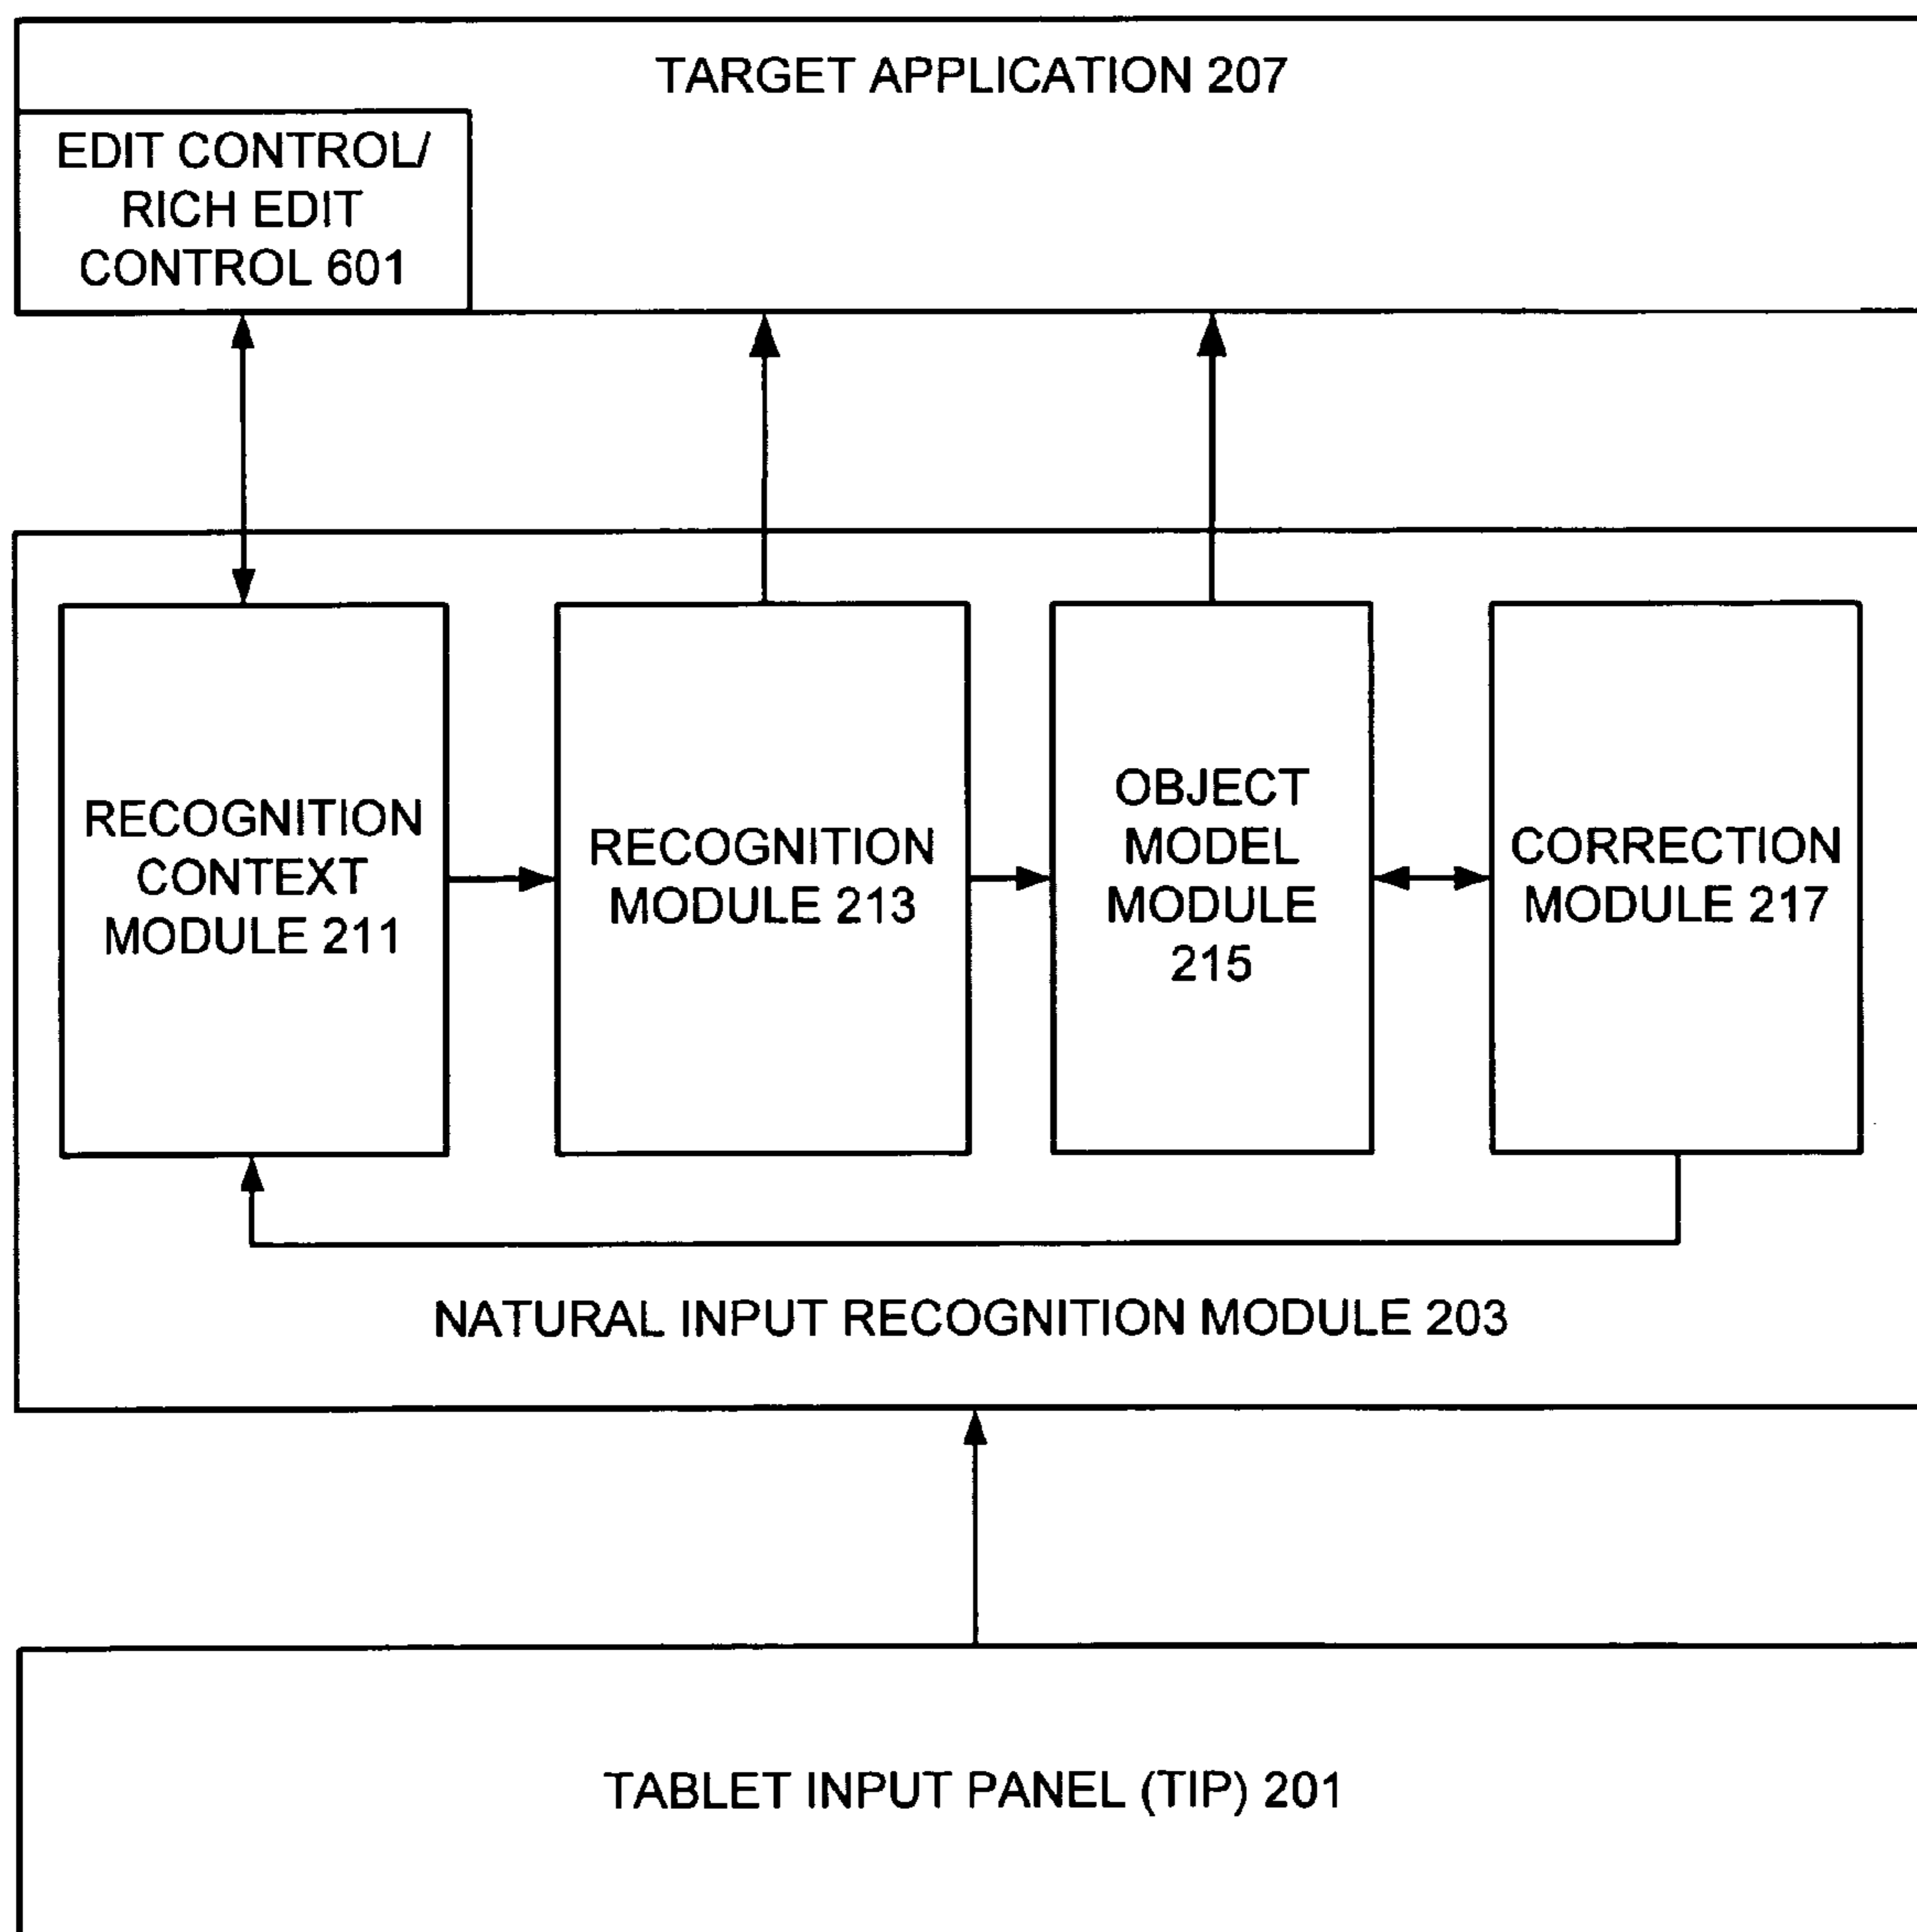 TARGET APPLICATION 207
EDIT CONTROL/
RICH EDIT
CONTROL 601
RECOGNITION
CONTEXT
MODULE 211
RECOGNITION
MODULE 213
OBJECT
MODEL
MODULE
215
CORRECTION
MODULE 217
NATURAL INPUT RECOGNITION MODULE 203
TABLET INPUT PANEL (TIP) 201